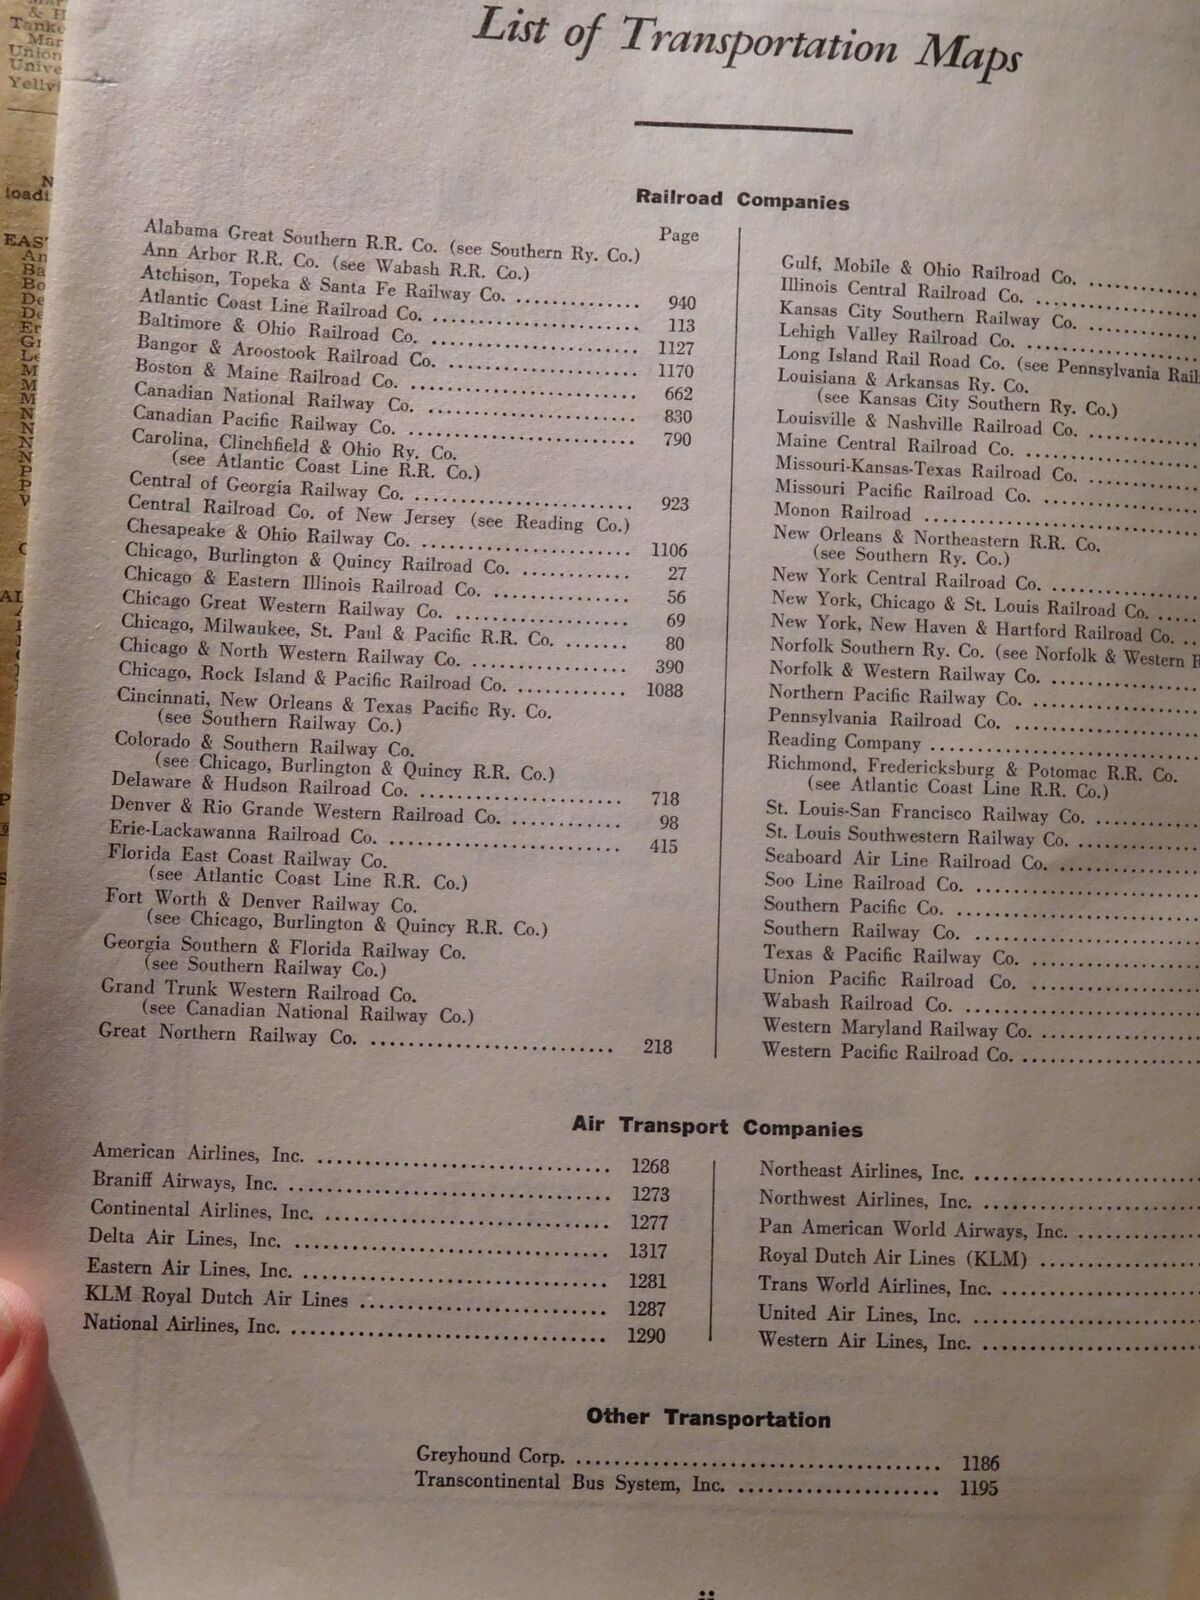 List of Transportation Maps
Railroad Companies
Page
Alabama Great Southern R.R. Co. (see Southern Ry. Co.)
Ann Arbor R.R. Co. (see Wabash R.R. Co.)
Atchison, Topeka & Santa Fe Railway Co. .............. 940
Atlantic Coast Line Railroad Co. ........................ 113
Baltimore & Ohio Railroad Co. ........................ 1127
Bangor & Aroostook Railroad Co. ...................... 1170
Boston & Maine Railroad Co. .......................... 662
Canadian National Railway Co. ........................ 830
Canadian Pacific Railway Co. .......................... 790
Carolina, Clinchfield & Ohio Ry. Co.
(see Atlantic Coast Line R.R. Co.)
Central of Georgia Railway Co. ......................... 923
Central Railroad Co. of New Jersey (see Reading Co.)
Chesapeake & Ohio Railway Co. ........................ 1106
Chicago, Burlington & Quincy Railroad Co. ............ 27
Chicago & Eastern Illinois Railroad Co. ............... 56
Chicago Great Western Railway Co. .................... 69
Chicago, Milwaukee, St. Paul & Pacific R.R. Co. ....... 80
Chicago & North Western Railway Co. .................. 390
Chicago, Rock Island & Pacific Railroad Co. ............ 1088
Cincinnati, New Orleans & Texas Pacific Ry. Co.
(see Southern Railway Co.)
Colorado & Southern Railway Co.
(see Chicago, Burlington & Quincy R.R. Co.)
Delaware & Hudson Railroad Co. ....................... 718
Denver & Rio Grande Western Railroad Co. ............ 98
Erie-Lackawanna Railroad Co. .......................... 415
Florida East Coast Railway Co.
(see Atlantic Coast Line R.R. Co.)
Fort Worth & Denver Railway Co.
(see Chicago, Burlington & Quincy R.R. Co.)
Georgia Southern & Florida Railway Co.
(see Southern Railway Co.)
Grand Trunk Western Railroad Co.
(see Canadian National Railway Co.)
Great Northern Railway Co. ............................ 218
Gulf, Mobile & Ohio Railroad Co. ............
Illinois Central Railroad Co. ..................
Kansas City Southern Railway Co. ............
Lehigh Valley Railroad Co. ..................
Long Island Rail Road Co. (see Pennsylvania
Louisiana & Arkansas Ry. Co.
(see Kansas City Southern Ry. Co.)
Louisville & Nashville Railroad Co. ............
Maine Central Railroad Co. ..................
Missouri-Kansas-Texas Railroad Co. ............
Missouri Pacific Railroad Co. ..................
Monon Railroad ..............................
New Orleans & Northeastern R.R. Co.
(see Southern Ry. Co.)
New York Central Railroad Co. ...............
New York, Chicago & St. Louis Railroad Co. .....
New York, New Haven & Hartford Railroad Co. ..
Norfolk Southern Ry. Co. (see Norfolk & Western
Norfolk & Western Railway Co. ...............
Northern Pacific Railway Co. ..................
Pennsylvania Railroad Co. .....................
Reading Company ..............................
Richmond, Fredericksburg & Potomac R.R. Co.
(see Atlantic Coast Line R.R. Co.)
St. Louis-San Francisco Railway Co. ............
St. Louis Southwestern Railway Co. ............
Seaboard Air Line Railroad Co. ...............
Soo Line Railroad Co. ........................
Southern Pacific Co. ...........................
Southern Railway Co. ........................
Texas & Pacific Railway Co. ..................
Union Pacific Railroad Co. .....................
Wabash Railroad Co. ...........................
Western Maryland Railway Co. ...............
Western Pacific Railroad Co. ..................
Air Transport Companies
American Airlines, Inc. ................................ 1268
Braniff Airways, Inc. .................................. 1273
Continental Airlines, Inc. .............................. 1277
Delta Air Lines, Inc. .................................. 1317
Eastern Air Lines, Inc. ................................ 1281
KLM Royal Dutch Air Lines ............................ 1287
National Airlines, Inc. ................................ 1290
Northeast Airlines, Inc. ........................
Northwest Airlines, Inc. ........................
Pan American World Airways, Inc. ............
Royal Dutch Air Lines (KLM) .................
Trans World Airlines, Inc. .....................
United Air Lines, Inc. ........................
Western Air Lines, Inc. ........................
Other Transportation
Greyhound Corp. ...................................... 1186
Transcontinental Bus System, Inc. ...................... 1195
ii